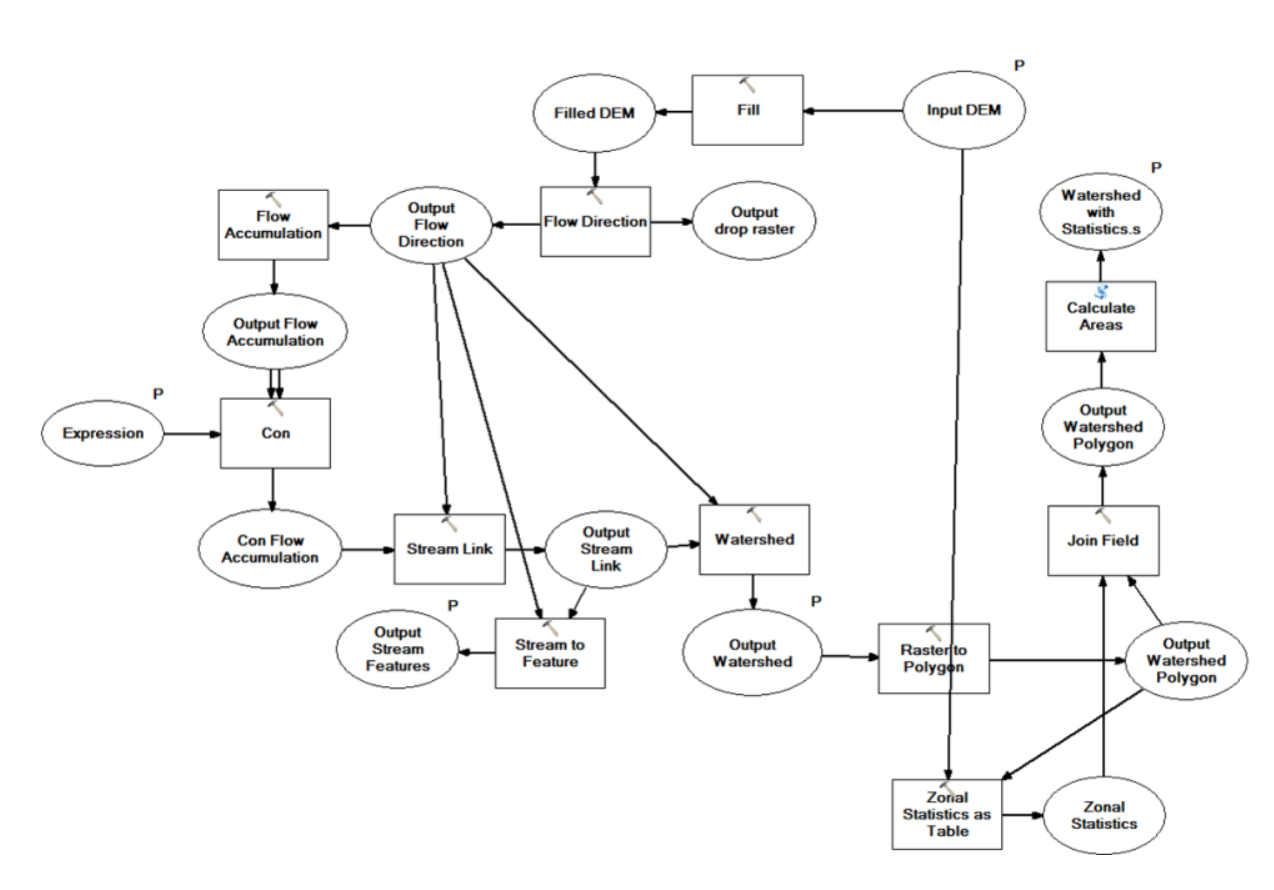 P
Filled DEM
Fill
Input DEM
P
Watershed
with
Statistics.s
Flow
Accumulation
Output
Flow
Direction
Flow Direction
Output
drop raster
Calculate
Areas
Output Flow
Accumulation
P
Expression
Con
Output
Watershed
Polygon
Con Flow
Accumulation
Stream Link
Output
Stream
Link
Watershed
Join Field
P
Output
Stream
Features
Stream to
Feature
P
Output
Watershed
Raster to
Polygon
Output
Watershed
Polygon
Zonal
Statistics as
Table
Zonal
Statistics